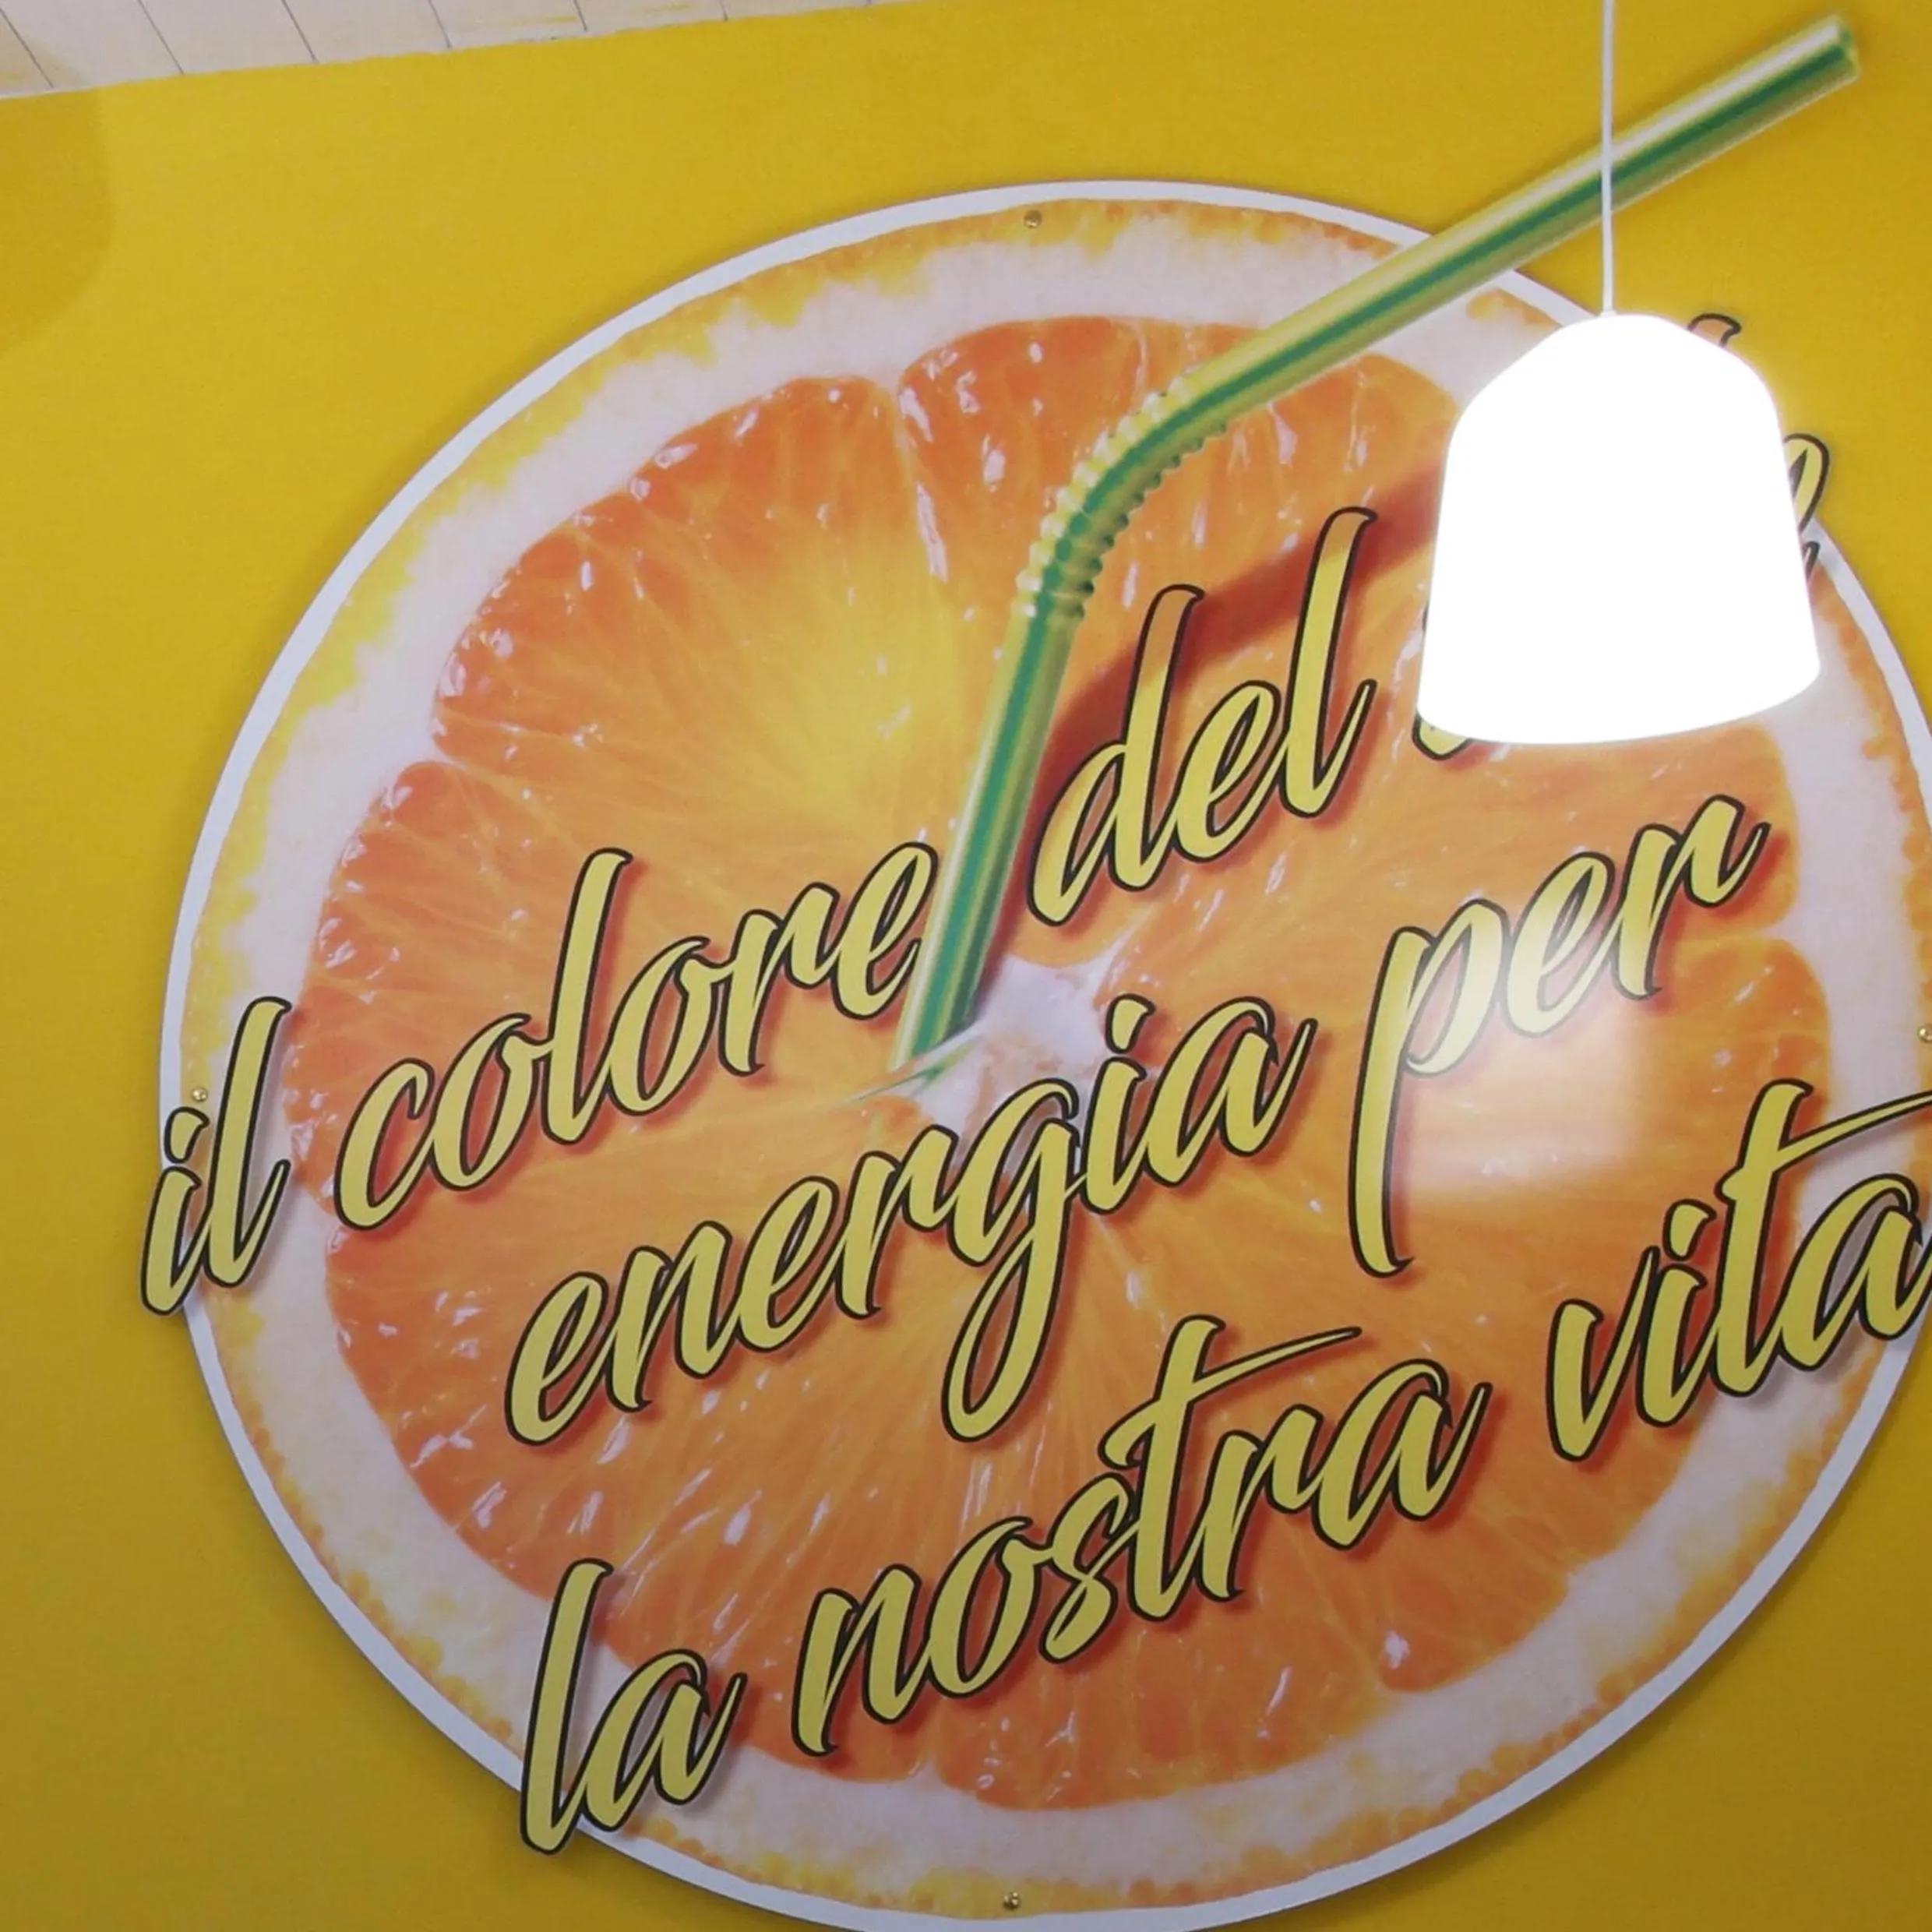 il colore del
energia per
la nostra vita